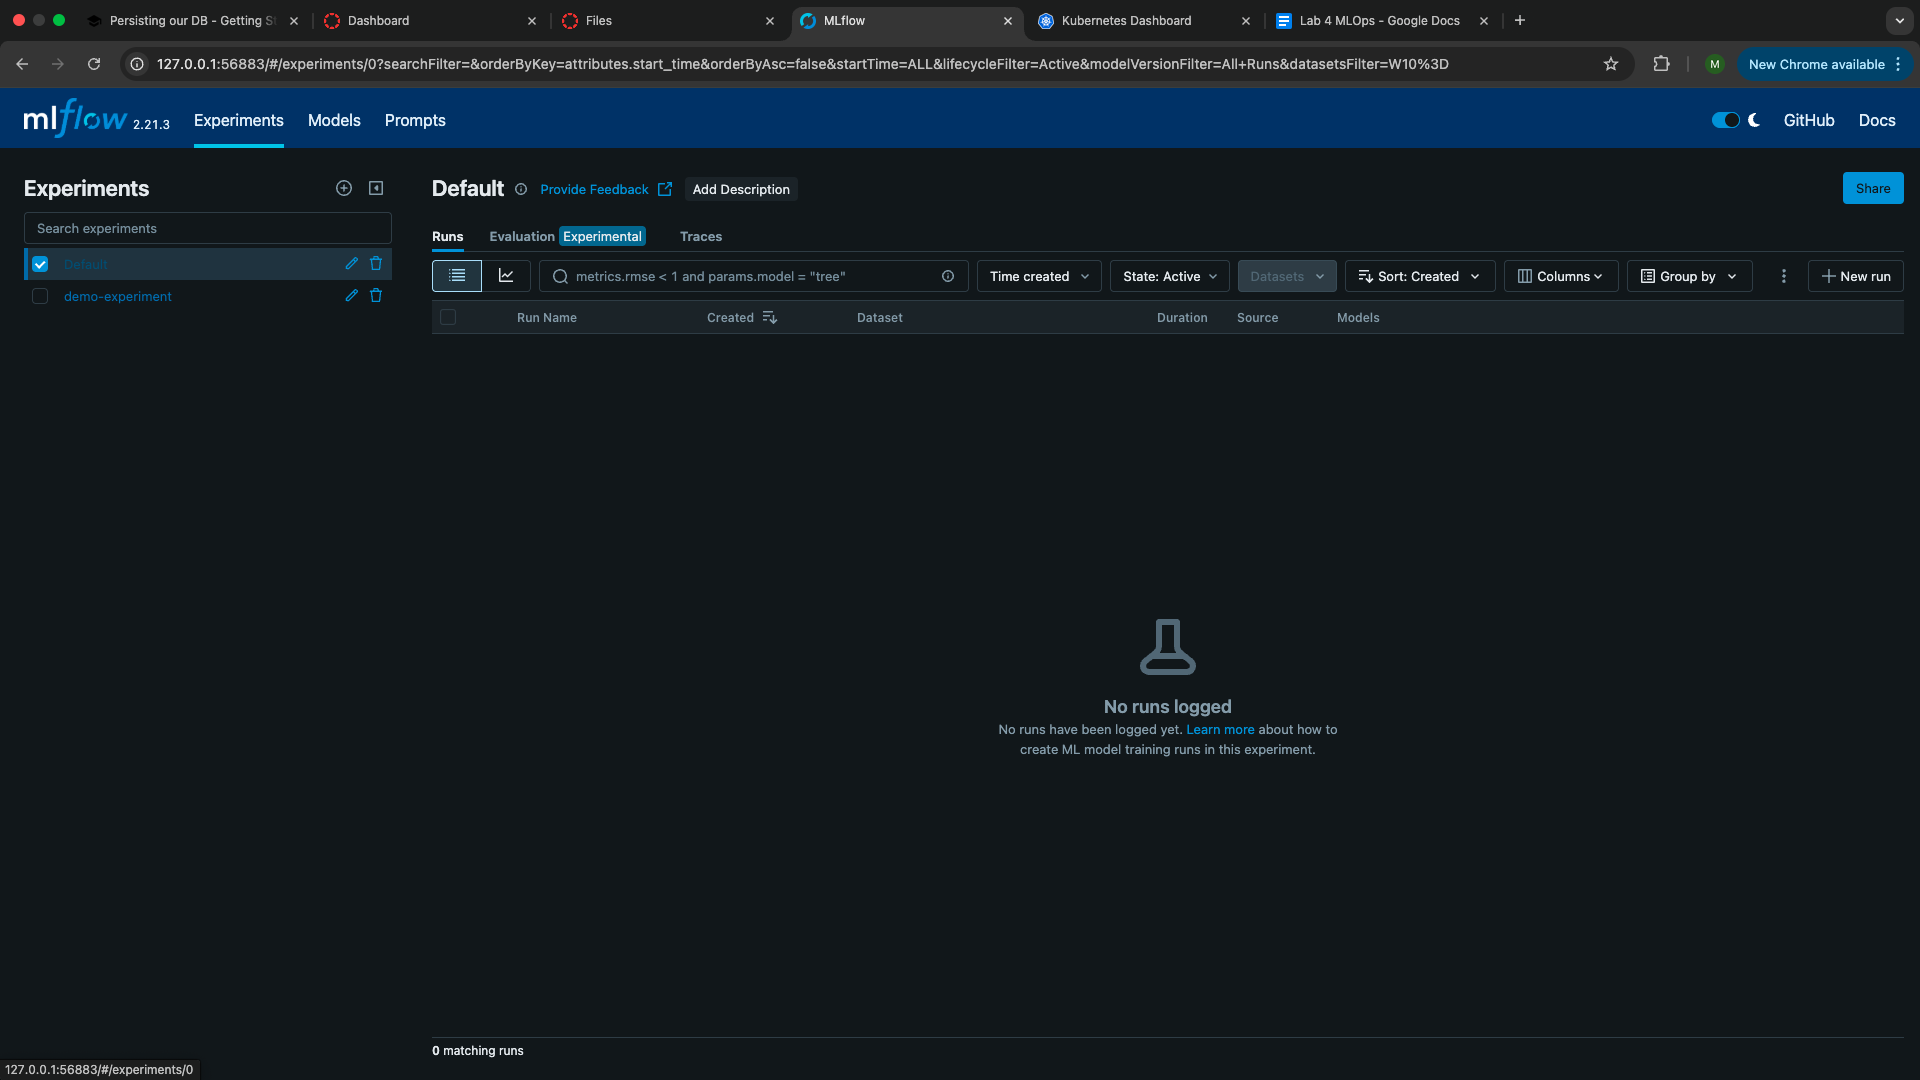 Persisting our DB - Getting St
Dashboard
Files
MLflow
Kubernetes Dashboard
Lab 4 MLOps - Google Docs
127.0.0.1:56883/#/experiments/0?searchFilter=&orderByKey=attributes.start_time&orderByAsc=false&startTime=ALL&lifecycleFilter=Active&modelVersionFilter=All+Runs&datasetsFilter=W10%3D
M
New Chrome available
mlflow 2.21.3
Experiments
Models
Prompts
GitHub
Docs
Experiments
Search experiments
Default
demo-experiment
Default
Provide Feedback
Add Description
Share
Runs
Evaluation Experimental
Traces
metrics.rmse < 1 and params.model = "tree"
Time created
State: Active
Datasets
Sort: Created
Columns
Group by
New run
Run Name
Created
Dataset
Duration
Source
Models
No runs logged
No runs have been logged yet. Learn more about how to
create ML model training runs in this experiment.
0 matching runs
127.0.0.1:56883/#/experiments/0